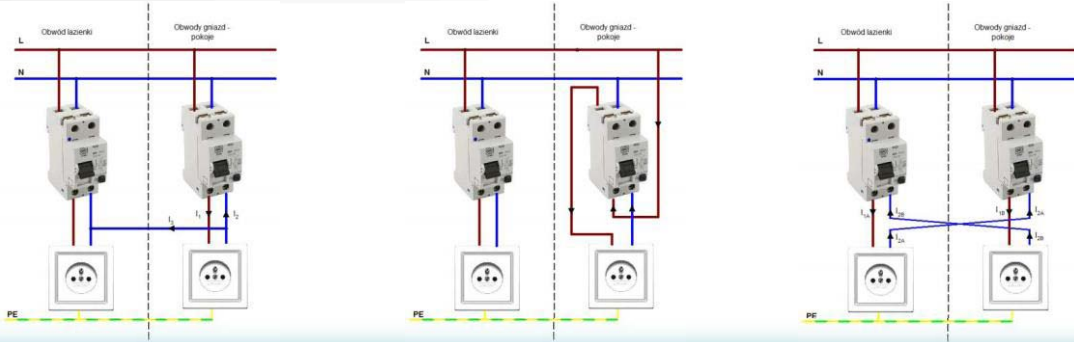 Obwód łazienki
Obwody gniazd -
pokoje
L
N
I₁
I₂
I₃
PE
Obwód łazienki
Obwody gniazd -
pokoje
L
N
PE
Obwód łazienki
Obwody gniazd -
pokoje
L
N
I₁A
I₂B
I₂A
I₁B
I₂A
I₂B
PE